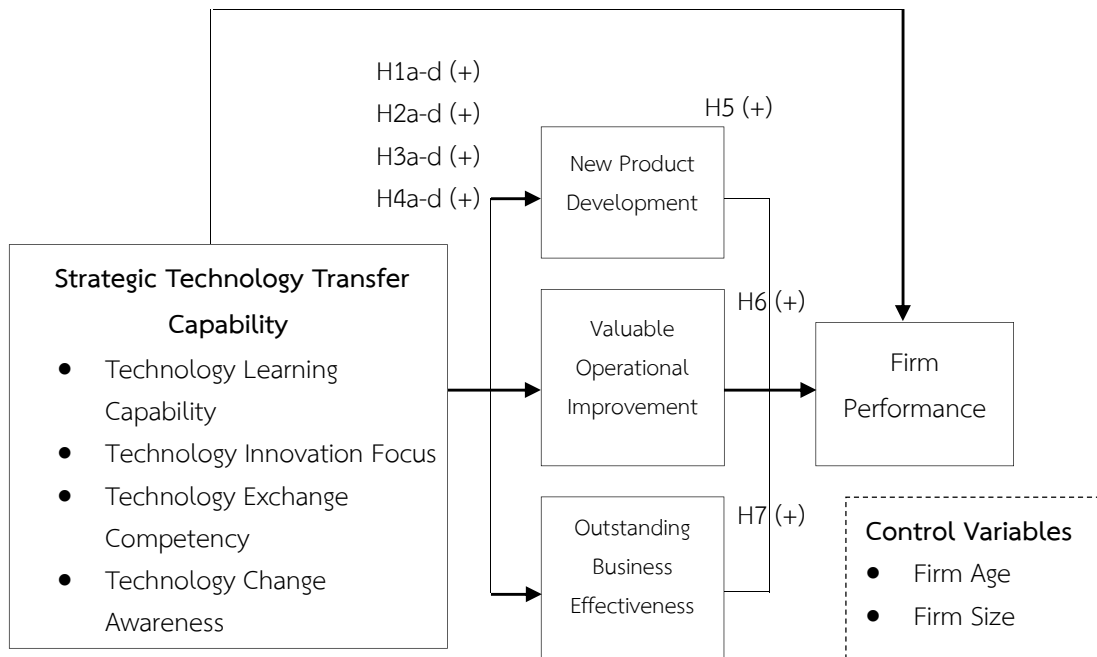 H1a-d (+)
H2a-d (+)
H3a-d (+)
H4a-d (+)
H5 (+)
New Product
Development
Strategic Technology Transfer
Capability
● Technology Learning
Capability
● Technology Innovation Focus
● Technology Exchange
Competency
● Technology Change
Awareness
H6 (+)
Valuable
Operational
Improvement
Firm
Performance
H7 (+)
Outstanding
Business
Effectiveness
Control Variables
● Firm Age
● Firm Size